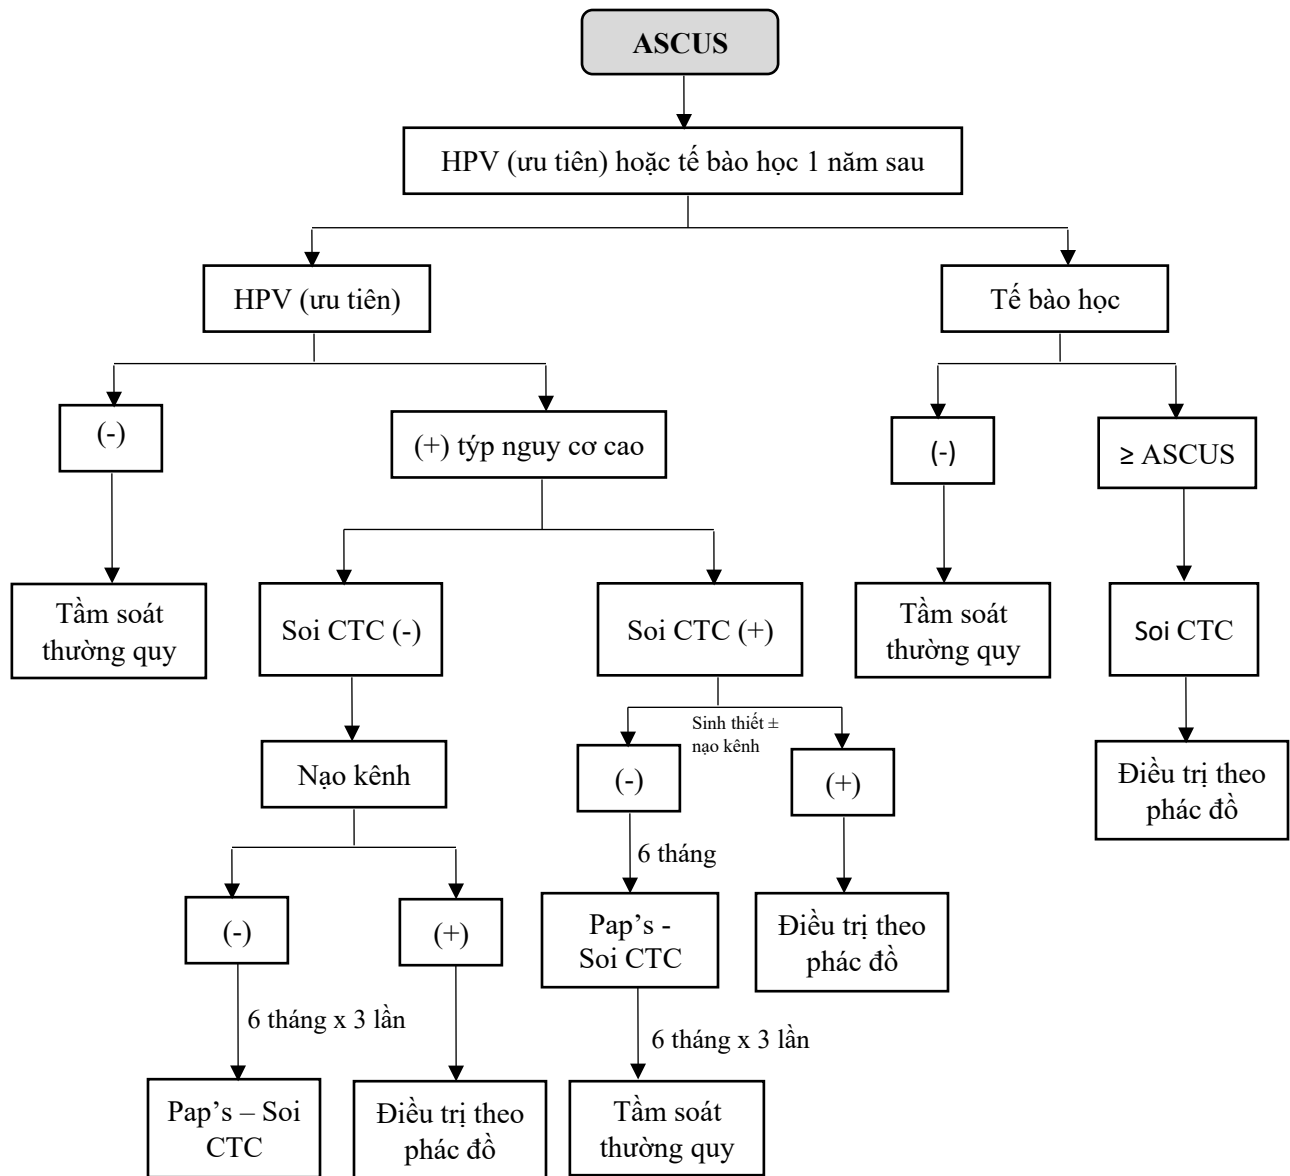 ASCUS
HPV (ưu tiên) hoặc tế bào học 1 năm sau
HPV (ưu tiên)
Tế bào học
(-)
(+) týp nguy cơ cao
(-)
≥ ASCUS
Tầm soát
thường quy
Soi CTC (-)
Soi CTC (+)
Tầm soát
thường quy
Soi CTC
Sinh thiết ±
nạo kênh
Nạo kênh
(-)
(+)
Điều trị theo
phác đồ
6 tháng
(-)
(+)
Pap’s -
Soi CTC
Điều trị theo
phác đồ
6 tháng x 3 lần
6 tháng x 3 lần
Pap’s – Soi
CTC
Điều trị theo
phác đồ
Tầm soát
thường quy